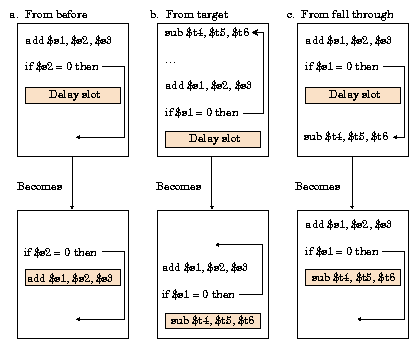 a. From before
add $s1, $s2, $s3
if $s2 = 0 then
Delay slot
Becomes
if $s2 = 0 then
add $s1, $s2, $s3
b. From target
sub $t4, $t5, $t6
...
add $s1, $s2, $s3
if $s1 = 0 then
Delay slot
Becomes
add $s1, $s2, $s3
if $s1 = 0 then
sub $t4, $t5, $t6
c. From fall through
add $s1, $s2, $s3
if $s1 = 0 then
Delay slot
sub $t4, $t5, $t6
Becomes
add $s1, $s2, $s3
if $s1 = 0 then
sub $t4, $t5, $t6